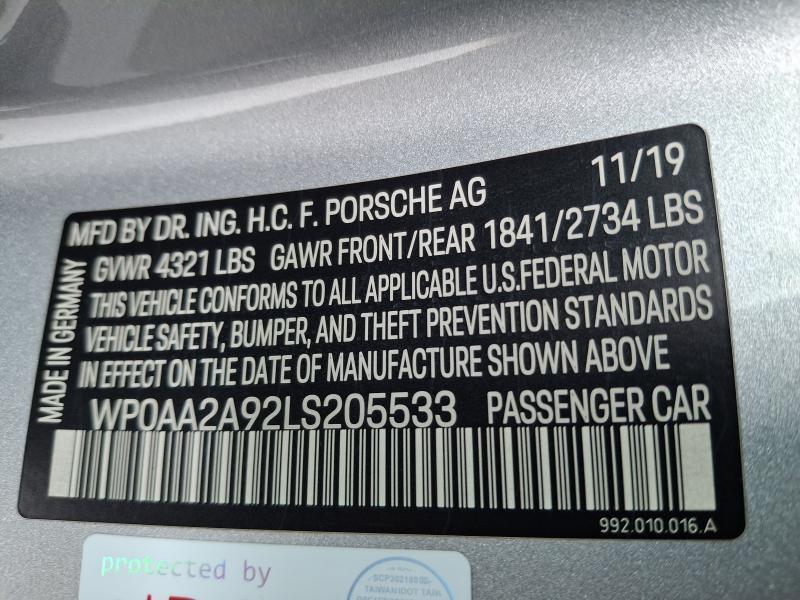 11/19
MFD BY DR. ING. H.C. F. PORSCHE AG
GVWR 4321 LBS GAWR FRONT/REAR 1841/2734 LBS
THIS VEHICLE CONFORMS TO ALL APPLICABLE U.S.FEDERAL MOTOR
VEHICLE SAFETY, BUMPER, AND THEFT PREVENTION STANDARDS
IN EFFECT ON THE DATE OF MANUFACTURE SHOWN ABOVE
MADE IN GERMANY
WP0AA2A92LS205533 PASSENGER CAR
992.010.016.A
protected by